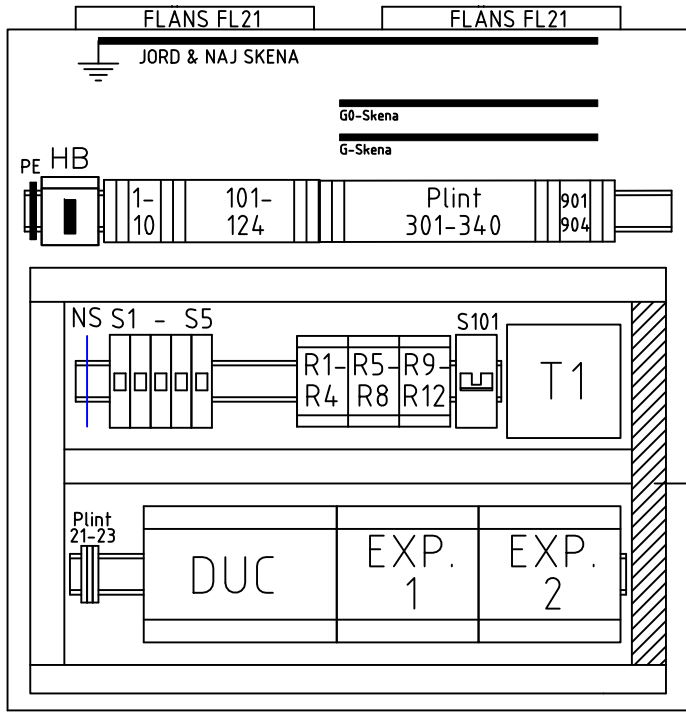 FLÄNS FL21
FLÄNS FL21
JORD & NAJ SKENA
G0-Skena
G-Skena
PE
HB
1-
10
101-
124
Plint
301-340
901
904
NS
S1 - S5
S101
R1-
R4
R5-
R8
R9-
R12
T1
Plint
21-23
DUC
EXP.
1
EXP.
2